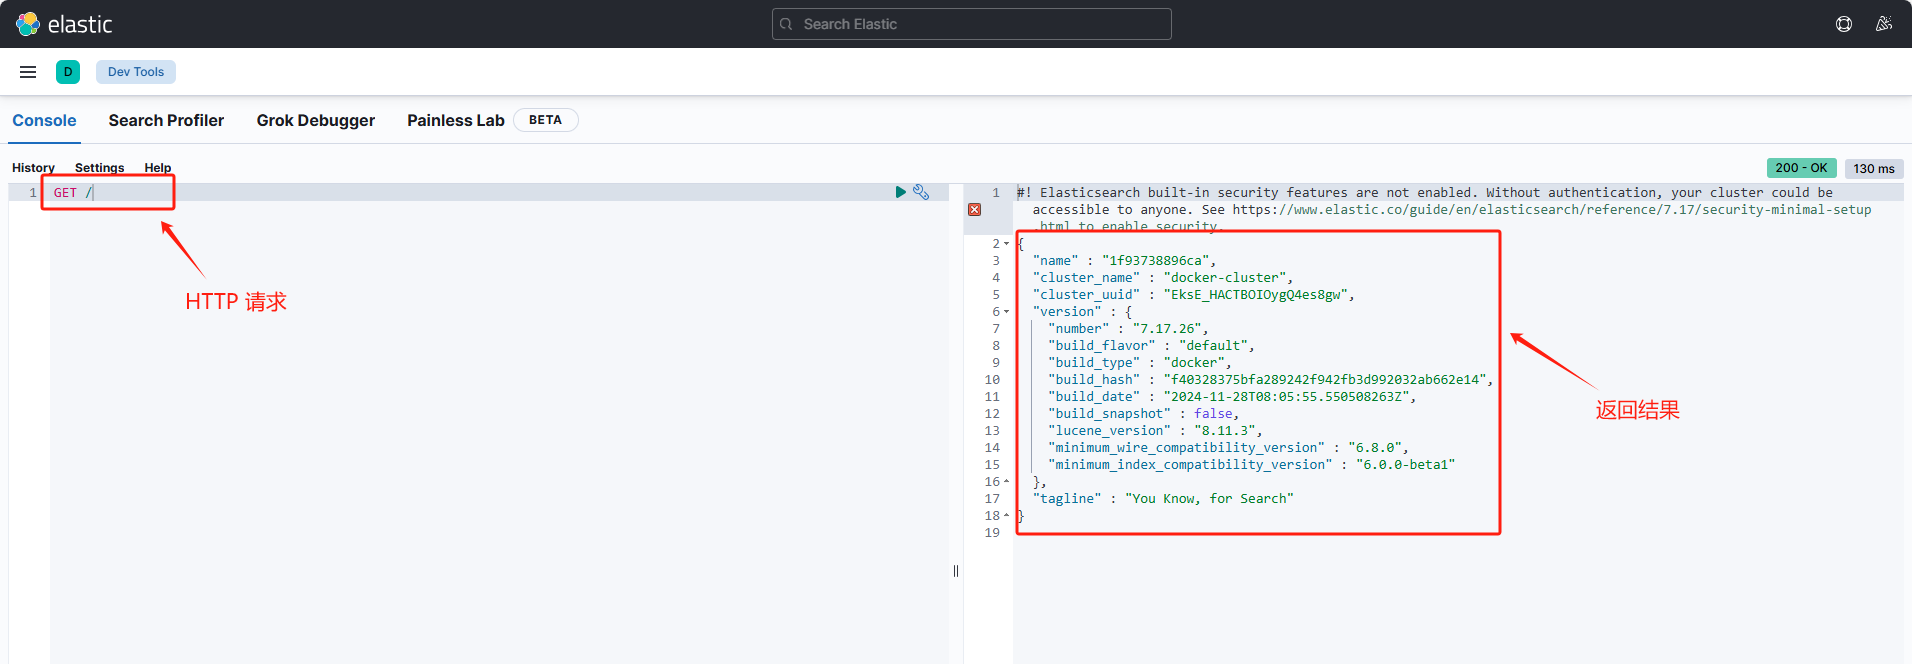 elastic
Search Elastic
D
Dev Tools
Console
Search Profiler
Grok Debugger
Painless Lab
BETA
History
Settings
Help
200 - OK
130 ms
1
GET /
HTTP 请求
1
#! Elasticsearch built-in security features are not enabled. Without authentication, your cluster could be
accessible to anyone. See https://www.elastic.co/guide/en/elasticsearch/reference/7.17/security-minimal-setup
.html to enable security.
2 {
3 "name" : "1f93738896ca",
4 "cluster_name" : "docker-cluster",
5 "cluster_uuid" : "EksE_HACTBOIOygQ4es8gw",
6 "version" : {
7 "number" : "7.17.26",
8 "build_flavor" : "default",
9 "build_type" : "docker",
10 "build_hash" : "f40328375bfa289242f942fb3d992032ab662e14",
11 "build_date" : "2024-11-28T08:05:55.550508263Z",
12 "build_snapshot" : false,
13 "lucene_version" : "8.11.3",
14 "minimum_wire_compatibility_version" : "6.8.0",
15 "minimum_index_compatibility_version" : "6.0.0-beta1"
16 },
17 "tagline" : "You Know, for Search"
18 }
19
返回结果